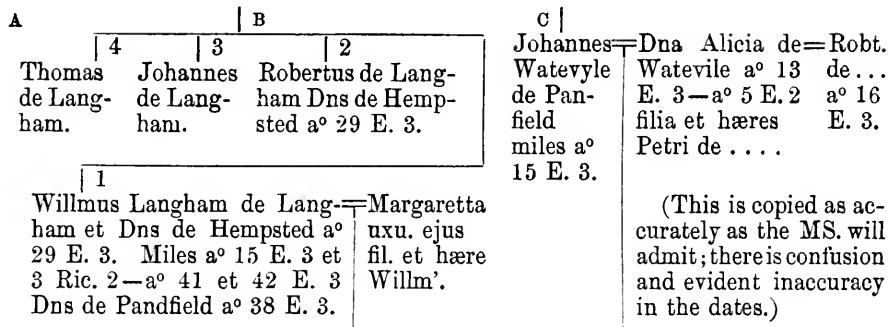 A
B
4
Thomas
de Lang-
ham.
3
Johannes
de Lang-
ham.
2
Robertus de Lang-
ham Dns de Hemp-
sted aº 29 E. 3.
1
Willmus Langham de Lang-
ham et Dns de Hempsted aº
29 E. 3. Miles aº 15 E. 3 et
3 Ric. 2—aº 41 et 42 E. 3
Dns de Pandfield aº 38 E. 3.
Margaretta
uxu. ejus
fil. et hære
Willm'.
C
Johannes
Watevyle
de Pan-
field
miles aº
15 E. 3.
Dna Alicia de
Watevile aº 13
E. 3—aº 5 E. 2
filia et hæres
Petri de . . . .
Robt.
de...
aº 16
E. 3.
(This is copied as ac-
curately as the MS. will
admit; there is confusion
and evident inaccuracy
in the dates.)